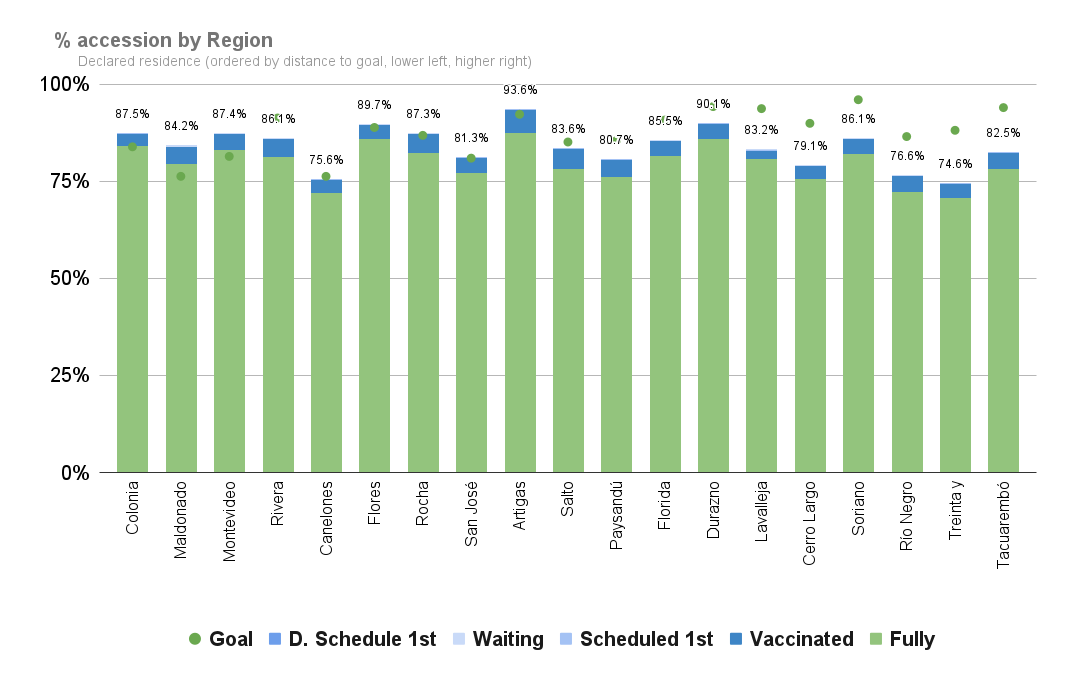 % accession by Region
Declared residence (ordered by distance to goal, lower left, higher right)
100%
75%
50%
25%
0%
87.5%
84.2%
87.4%
86.1%
75.6%
89.7%
87.3%
81.3%
93.6%
83.6%
80.7%
85.5%
90.1%
83.2%
79.1%
86.1%
76.6%
74.6%
82.5%
Colonia
Maldonado
Montevideo
Rivera
Canelones
Flores
Rocha
San José
Artigas
Salto
Paysandú
Florida
Durazno
Lavalleja
Cerro Largo
Soriano
Río Negro
Treinta y
Tacuarembó
Goal D. Schedule 1st Waiting Scheduled 1st Vaccinated Fully